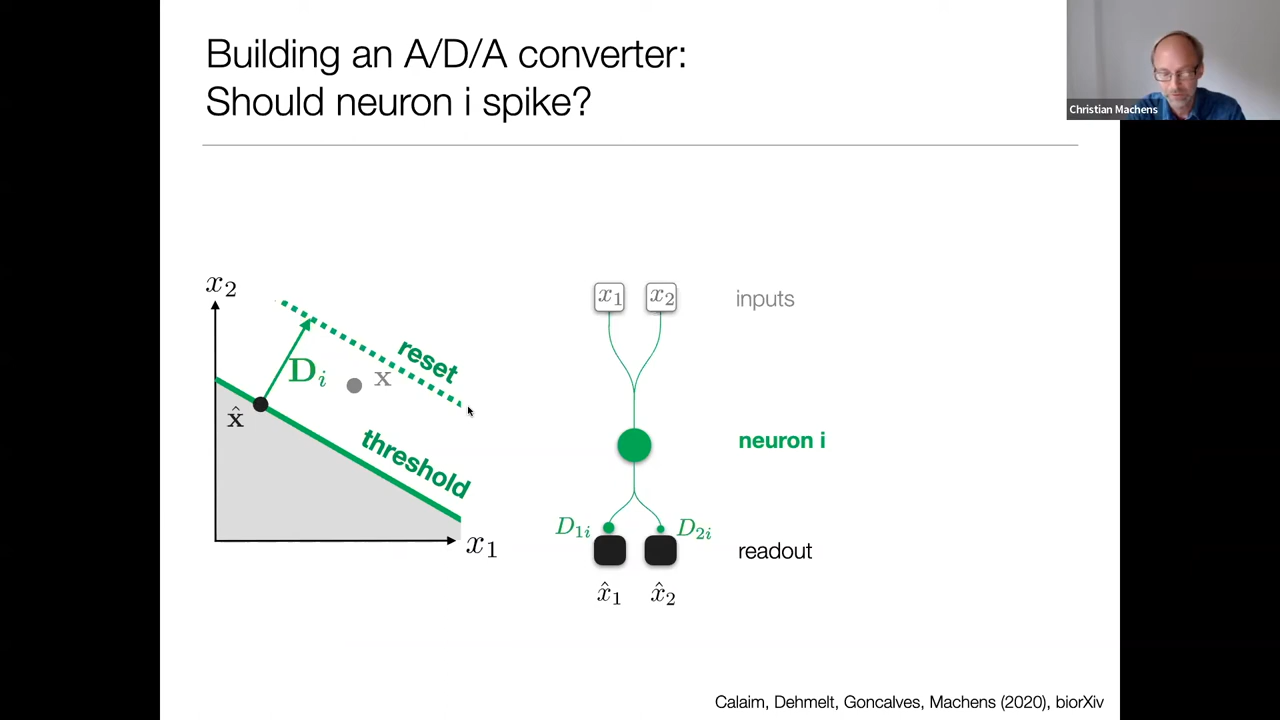 Building an A/D/A converter:
Should neuron i spike?
Christian Machens
x₂
reset
Dᵢ
x
x̂
threshold
x₁
x₁ x₂ inputs
neuron i
D₁ᵢ D₂ᵢ
readout
x̂₁ x̂₂
Calaim, Dehmelt, Goncalves, Machens (2020), biorXiv